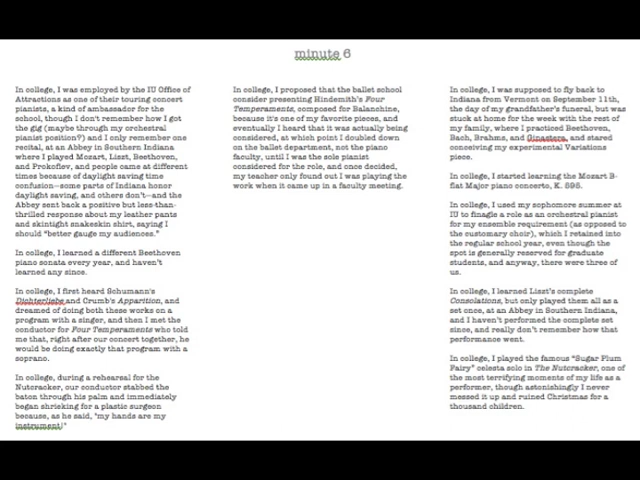 minute 6
In college, I was employed by the IU Office of
Attractions as one of their touring concert
pianists, a kind of ambassador for the
school, though I don't remember how I got
the gig (maybe through my orchestral
pianist position?) and I only remember one
recital, at an Abbey in Southern Indiana
where I played Mozart, Liszt, Beethoven,
and Prokofiev, and people came at different
times because of daylight saving time
confusion—some parts of Indiana honor
daylight saving, and others don't—and the
Abbey sent back a positive but less-than-
thrilled response about my leather pants
and skintight snakeskin shirt, saying I
should "better gauge my audiences."
In college, I learned a different Beethoven
piano sonata every year, and haven't
learned any since.
In college, I first heard Schumann's
Dichterliebe and Crumb's Apparition, and
dreamed of doing both these works on a
program with a singer, and then I met the
conductor for Four Temperaments who told
me that, right after our concert together, he
would be doing exactly that program with a
soprano.
In college, during a rehearsal for the
Nutcracker, our conductor stabbed the
baton through his palm and immediately
began shrieking for a plastic surgeon
because, as he said, "my hands are my
instrument!"
In college, I proposed that the ballet school
consider presenting Hindemith's Four
Temperaments, composed for Balanchine,
because it's one of my favorite pieces, and
eventually I heard that it was actually being
considered, at which point I doubled down
on the ballet department, not the piano
faculty, until I was the sole pianist
considered for the role, and once decided,
my teacher only found out I was playing the
work when it came up in a faculty meeting.
In college, I was supposed to fly back to
Indiana from Vermont on September 11th,
the day of my grandfather's funeral, but was
stuck at home for the week with the rest of
my family, where I practiced Beethoven,
Bach, Brahms, and Ginastera, and started
conceiving my experimental Variations
piece.
In college, I started learning the Mozart B-
flat Major piano concerto, K. 595.
In college, I used my sophomore summer at
IU to finagle a role as an orchestral pianist
for my ensemble requirement (as opposed to
the customary choir), which I retained into
the regular school year, even though the
spot is generally reserved for graduate
students, and anyway, there were three of
us.
In college, I learned Liszt's complete
Consolations, but only played them all as a
set once, at an Abbey in Southern Indiana,
and I haven't performed the complete set
since, and really don't remember how that
performance went.
In college, I played the famous "Sugar Plum
Fairy" celesta solo in The Nutcracker, one of
the most terrifying moments of my life as a
performer, though astonishingly I never
messed it up and ruined Christmas for a
thousand children.